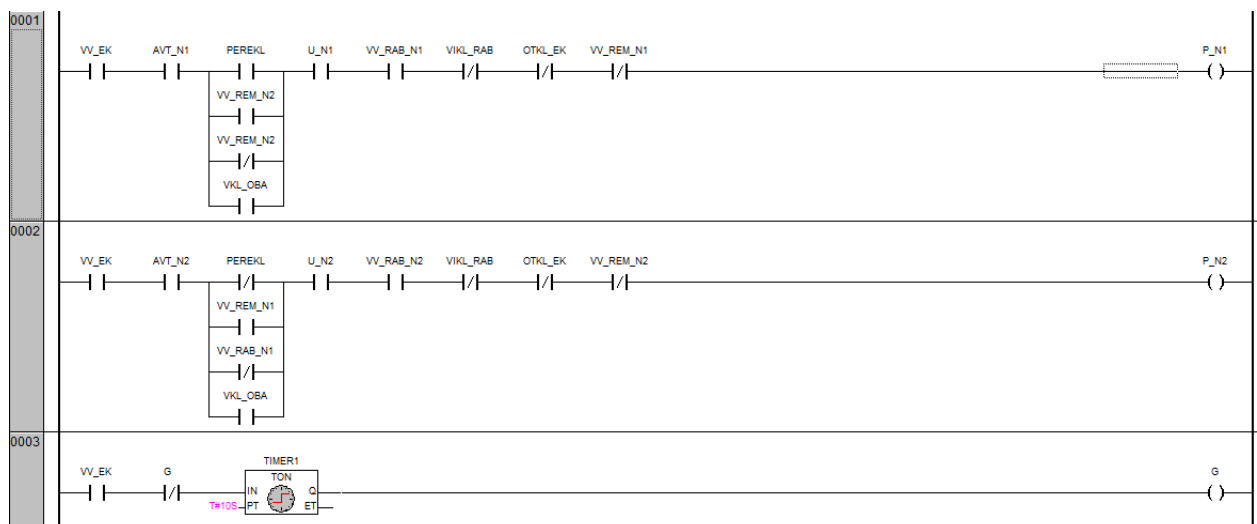 0001
VV_EK AVT_N1 PEREKL U_N1 VV_RAB_N1 VIKL_RAB OTKL_EK VV_REM_N1 P_N1
VV_REM_N2
VV_REM_N2
VKL_OBA
0002
VV_EK AVT_N2 PEREKL U_N2 VV_RAB_N2 VIKL_RAB OTKL_EK VV_REM_N2 P_N2
VV_REM_N1
VV_RAB_N1
VKL_OBA
0003
TIMER1
VV_EK G TON G
IN Q
T#10S PT ET